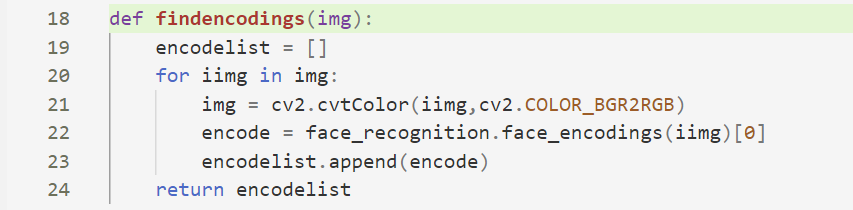 18 def findencodings(img):
19     encodelist = []
20     for iimg in img:
21         img = cv2.cvtColor(iimg,cv2.COLOR_BGR2RGB)
22         encode = face_recognition.face_encodings(iimg)[0]
23         encodelist.append(encode)
24     return encodelist